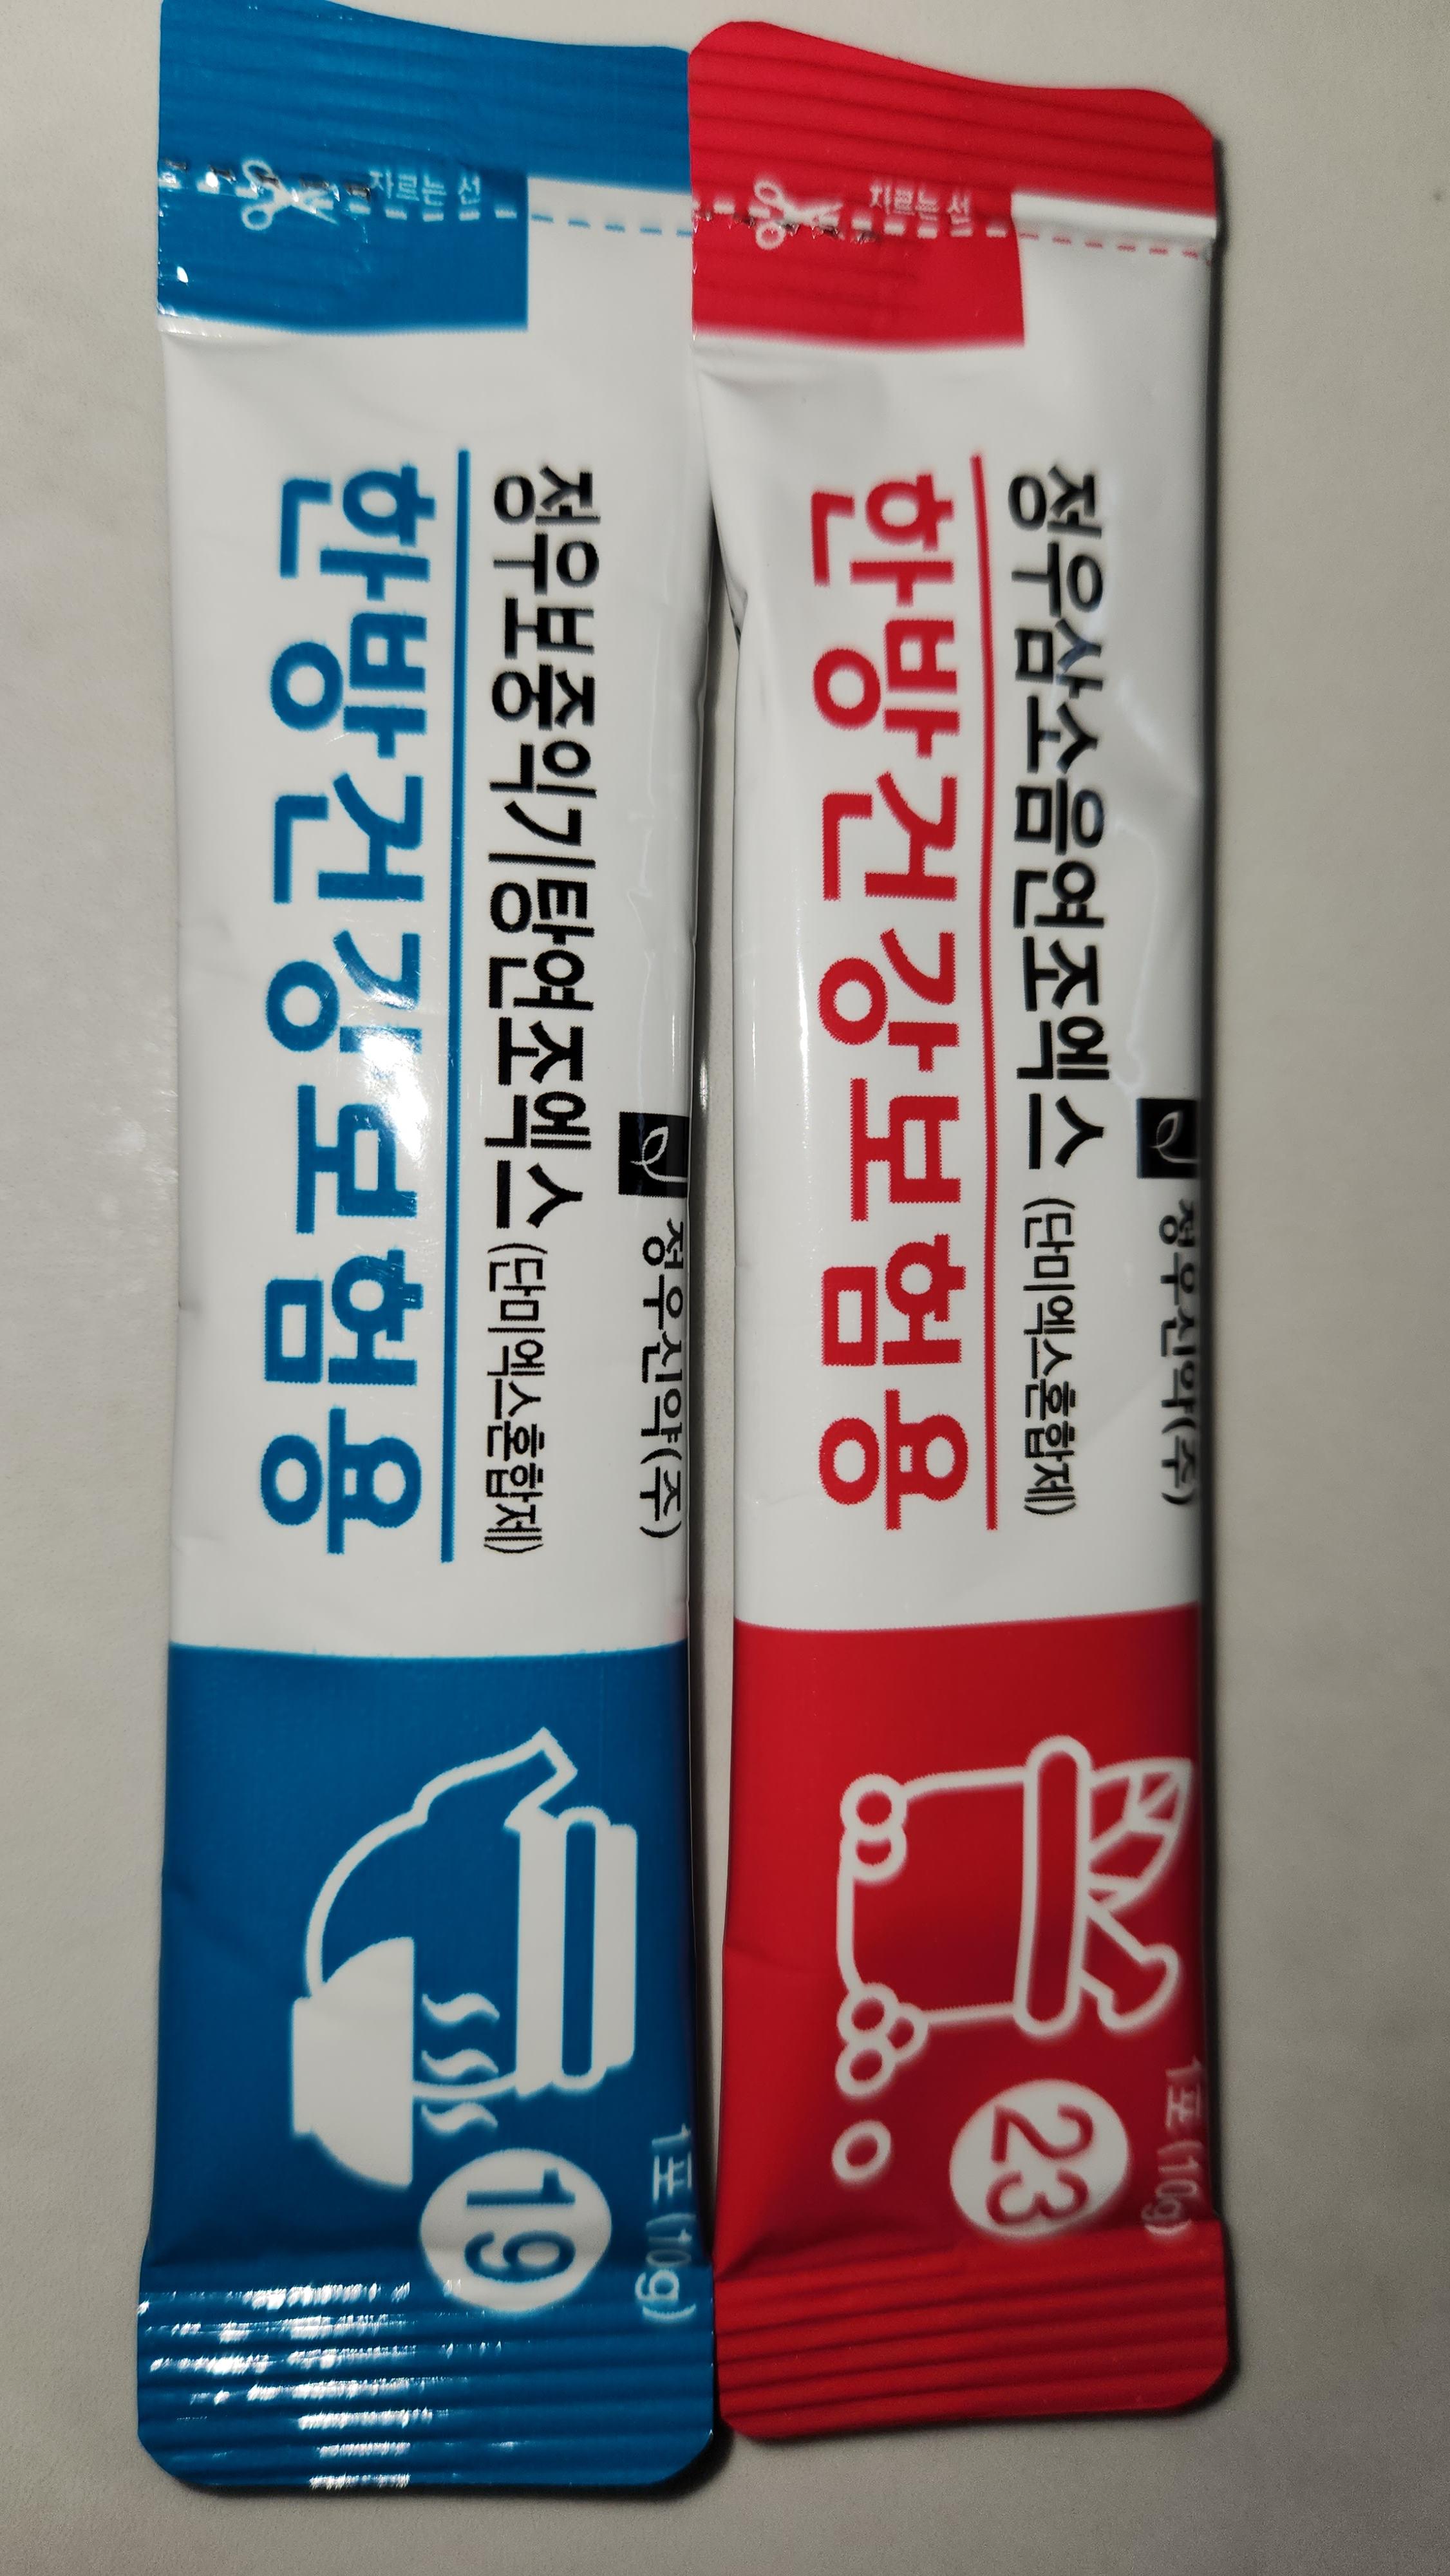 자르는 선
정우신약(주)
정우보중익기탕연조엑스 (단미엑스혼합제)
한방건강보험용
1포 (10g)
19
자르는 선
정우신약(주)
정우삼소음연조엑스 (단미엑스혼합제)
한방건강보험용
1포 (10g)
23